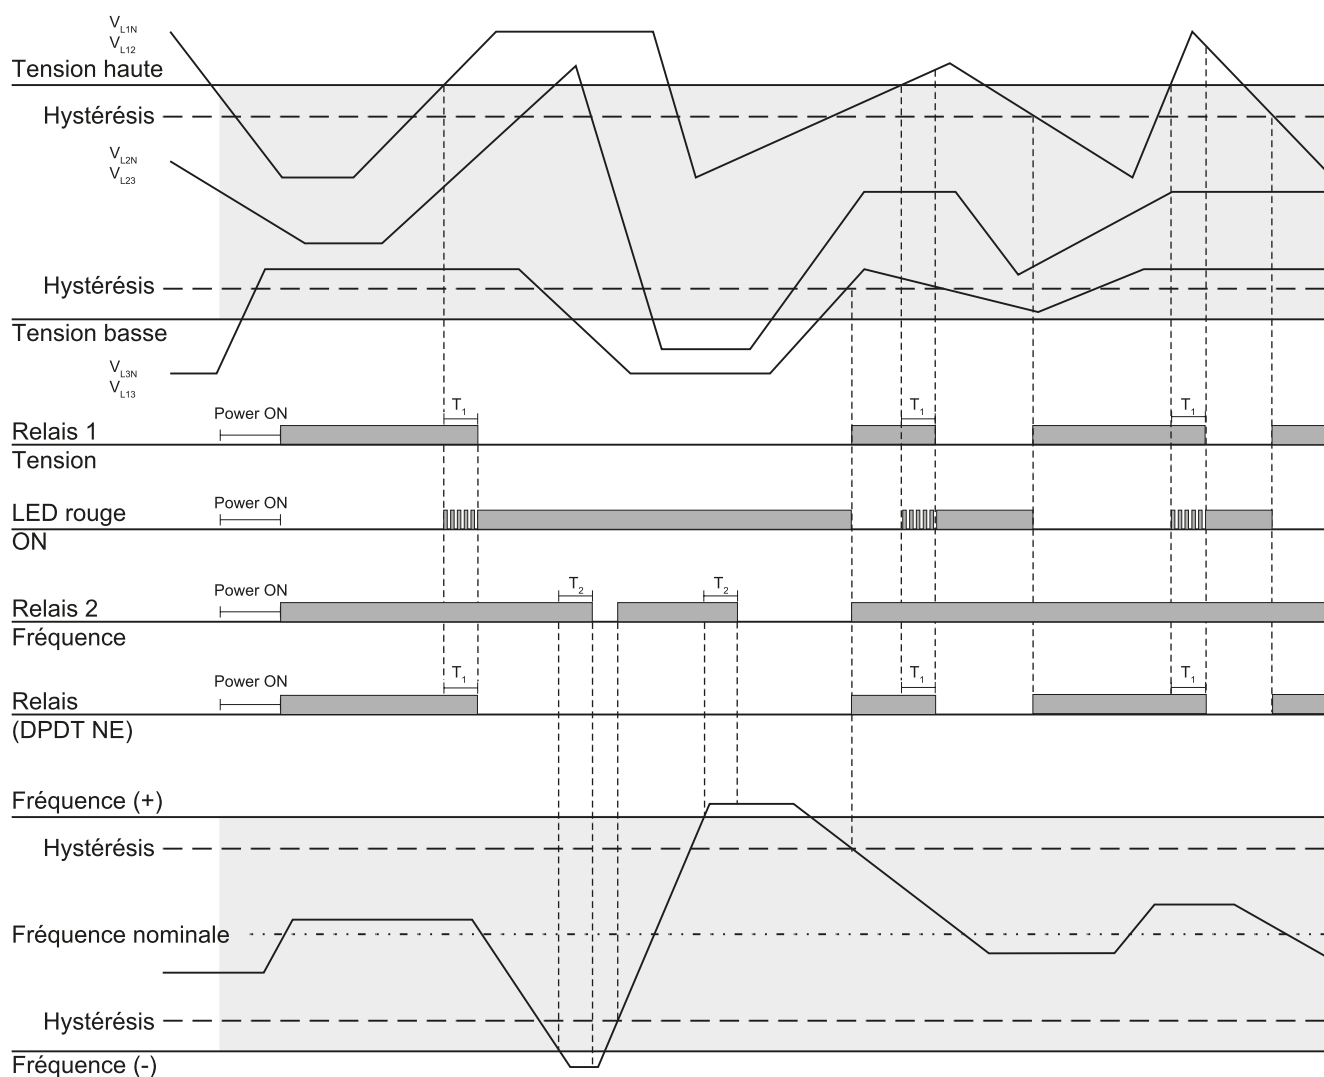 VL1N
VL12
Tension haute
Hystérésis
VL2N
VL23
Hystérésis
Tension basse
VL3N
VL13
Power ON
T1
T1
T1
Relais 1
Tension
Power ON
LED rouge
ON
Power ON
T2
T2
Relais 2
Fréquence
Power ON
T1
T1
T1
Relais
(DPDT NE)
Fréquence (+)
Hystérésis
Fréquence nominale
Hystérésis
Fréquence (-)